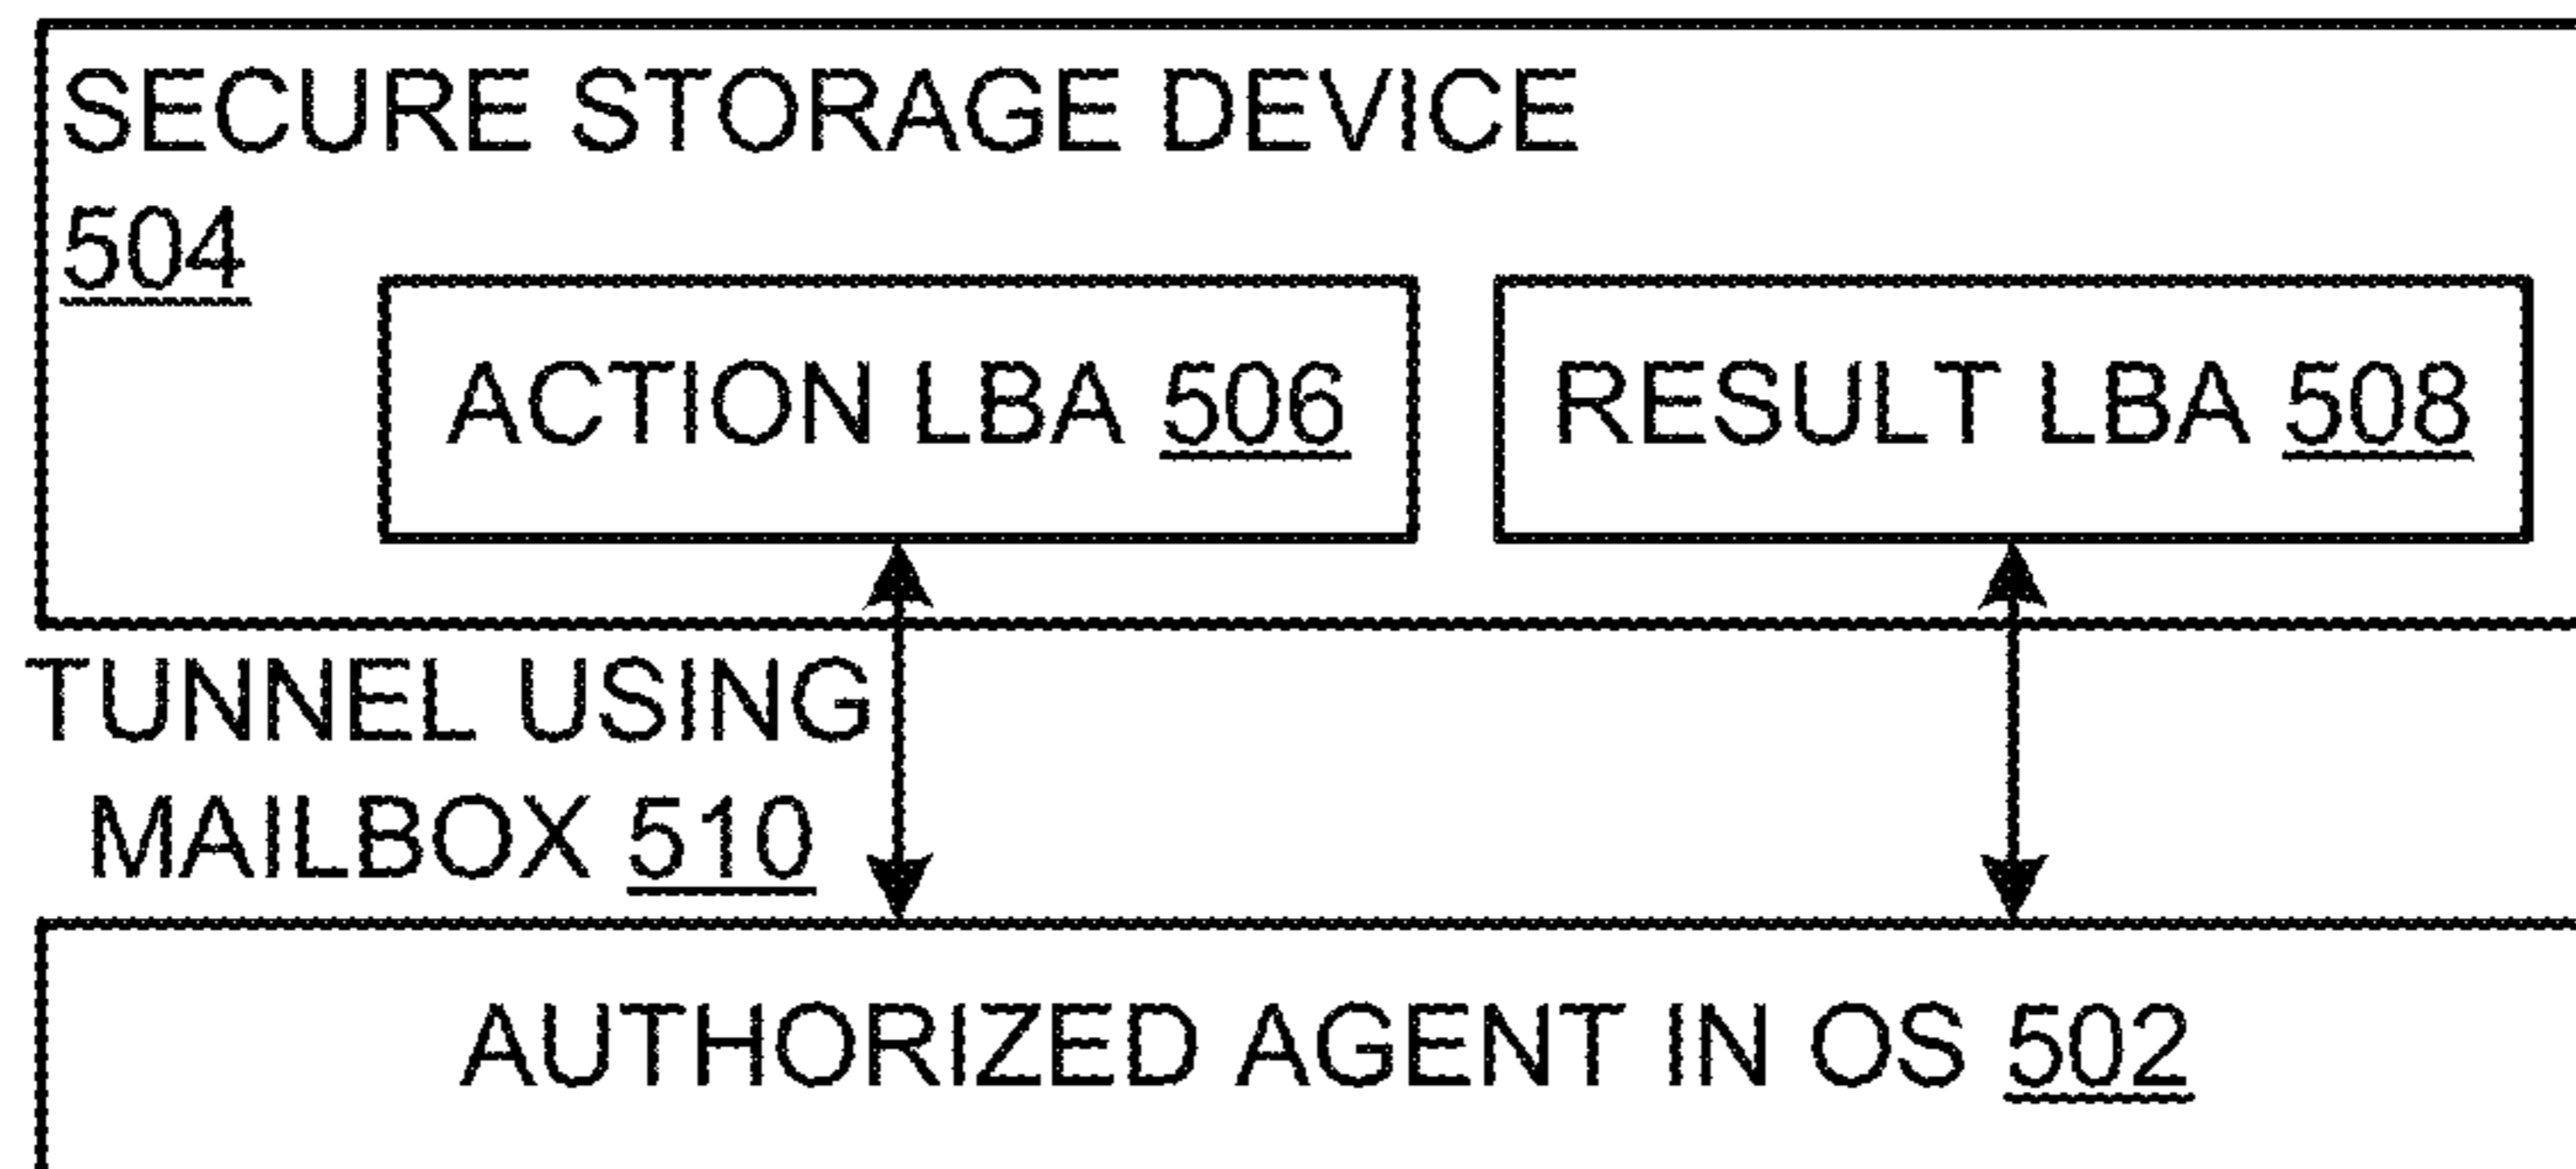 SECURE STORAGE DEVICE
504
ACTION LBA 506
RESULT LBA 508
TUNNEL USING
MAILBOX 510
AUTHORIZED AGENT IN OS 502